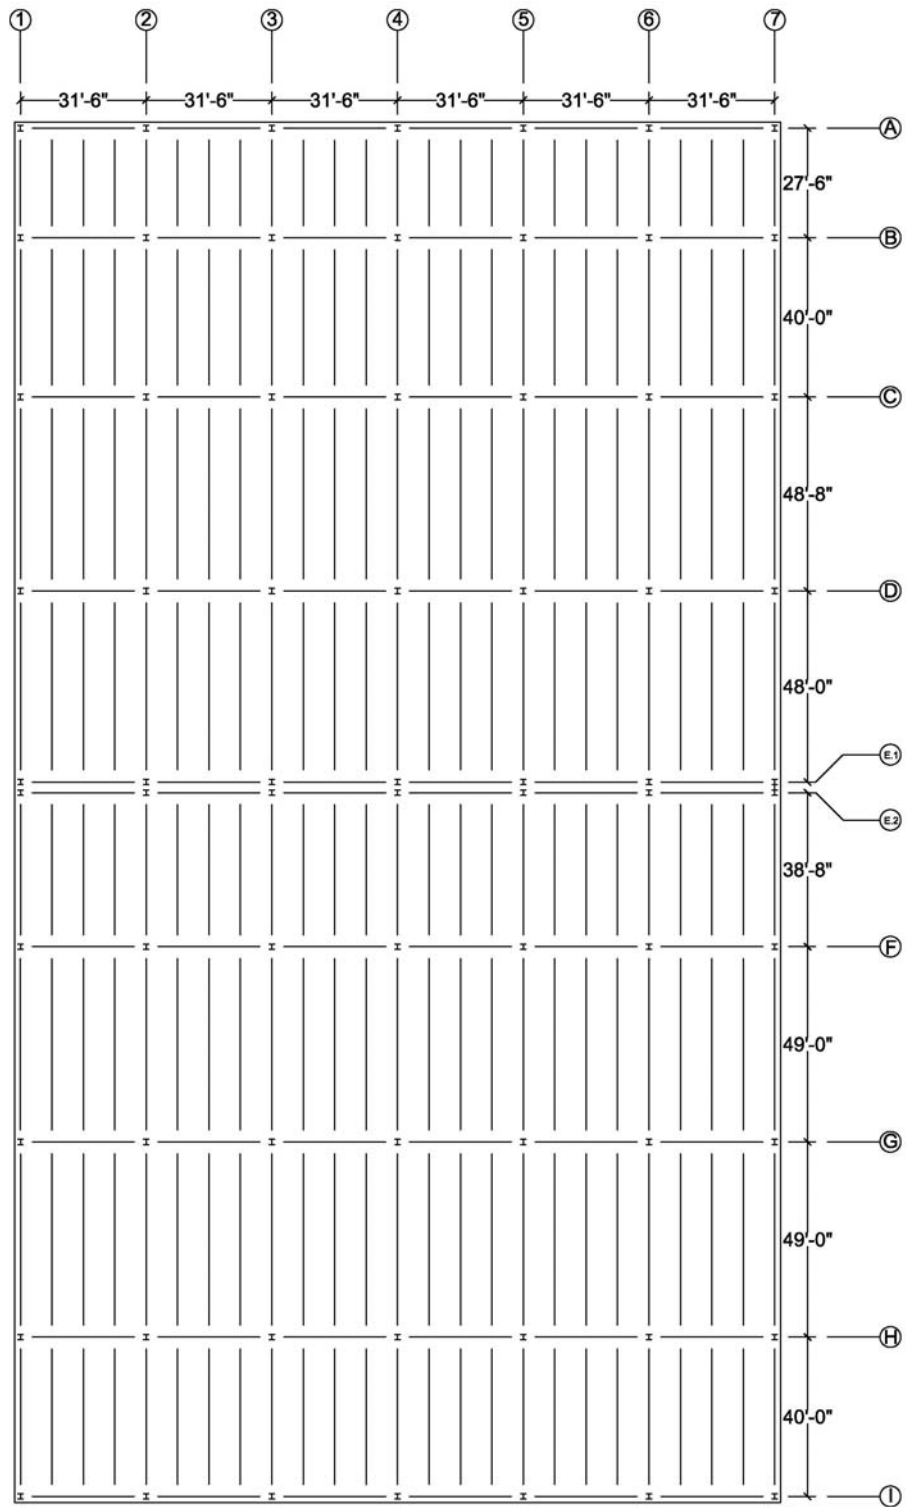 1 2 3 4 5 6 7
31'-6" 31'-6" 31'-6" 31'-6" 31'-6" 31'-6"
A
27'-6"
B
40'-0"
C
48'-8"
D
48'-0"
E.1
E.2
38'-8"
F
49'-0"
G
49'-0"
H
40'-0"
I